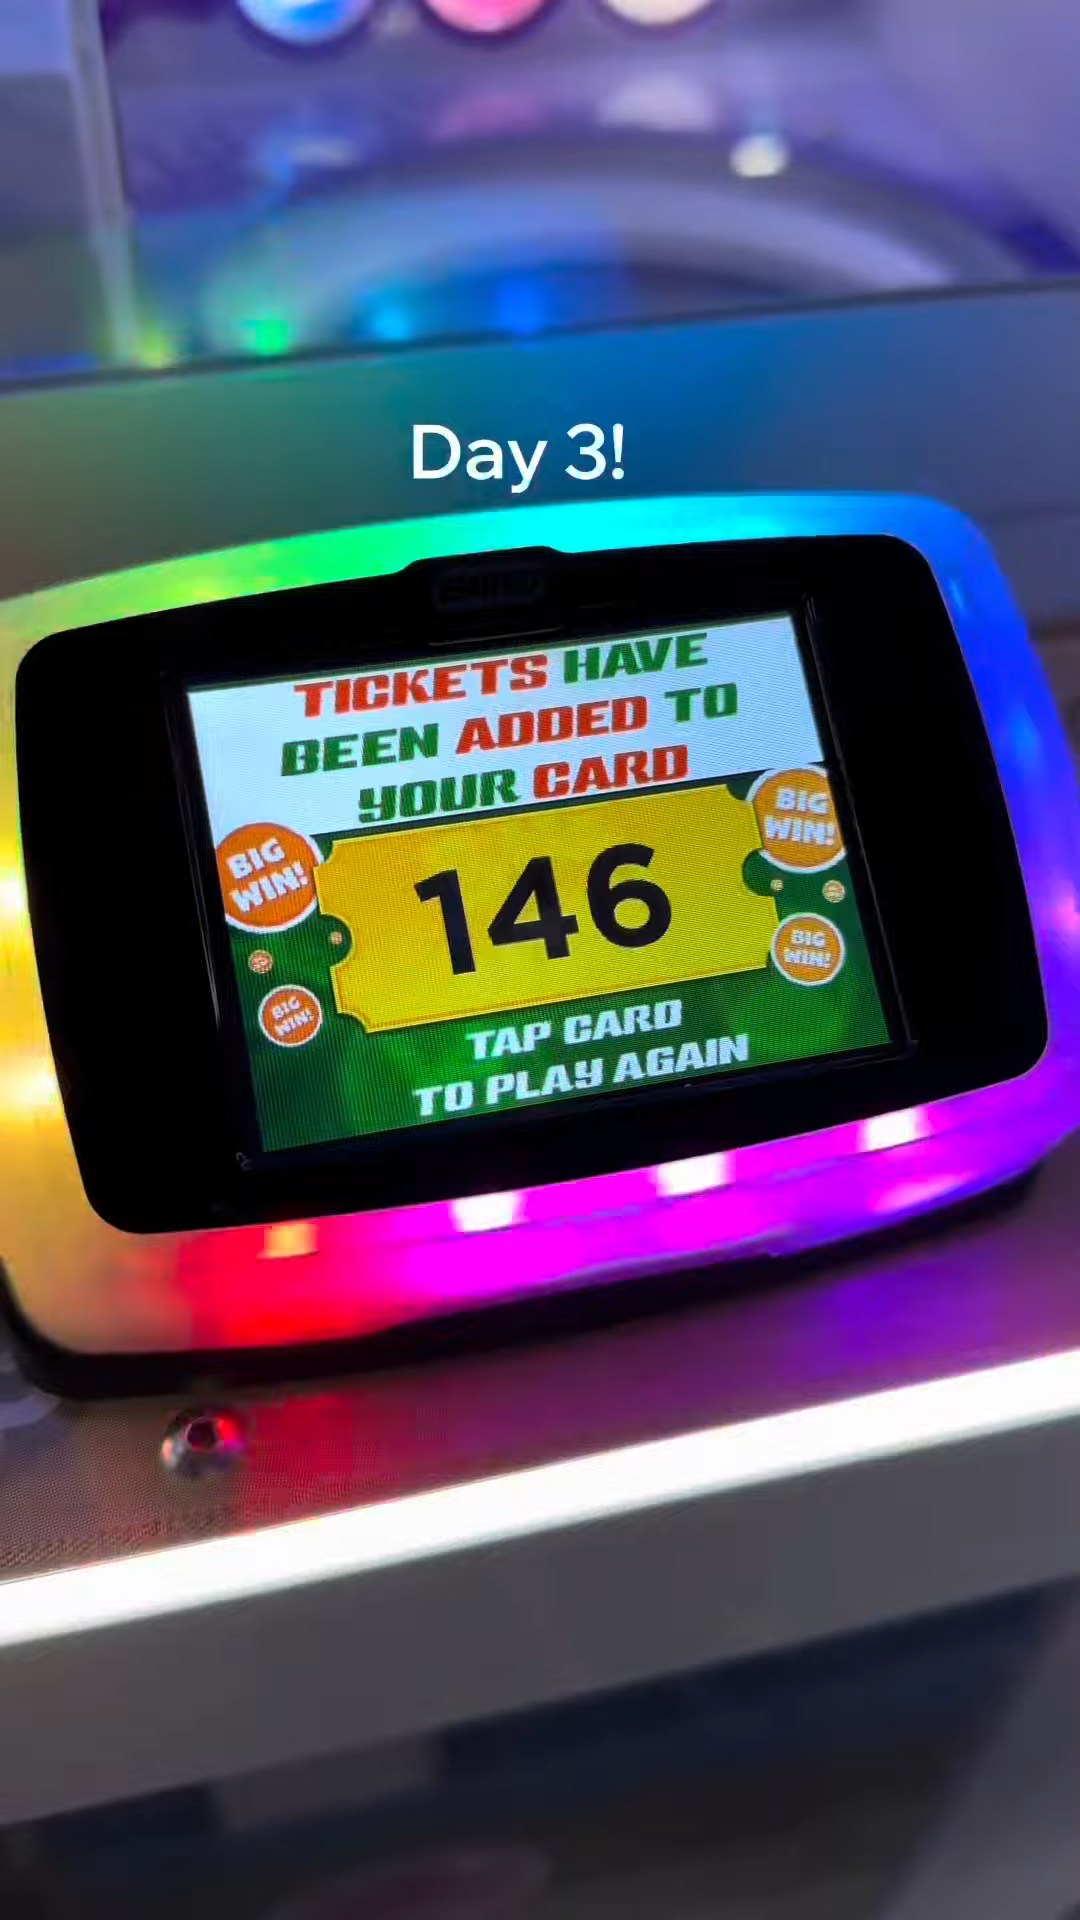 Day 3!
TICKETS HAVE
BEEN ADDED TO
YOUR CARD
BIG
WIN!
BIG
WIN!
146
BIG
WIN!
BIG
WIN!
TAP CARD
TO PLAY AGAIN